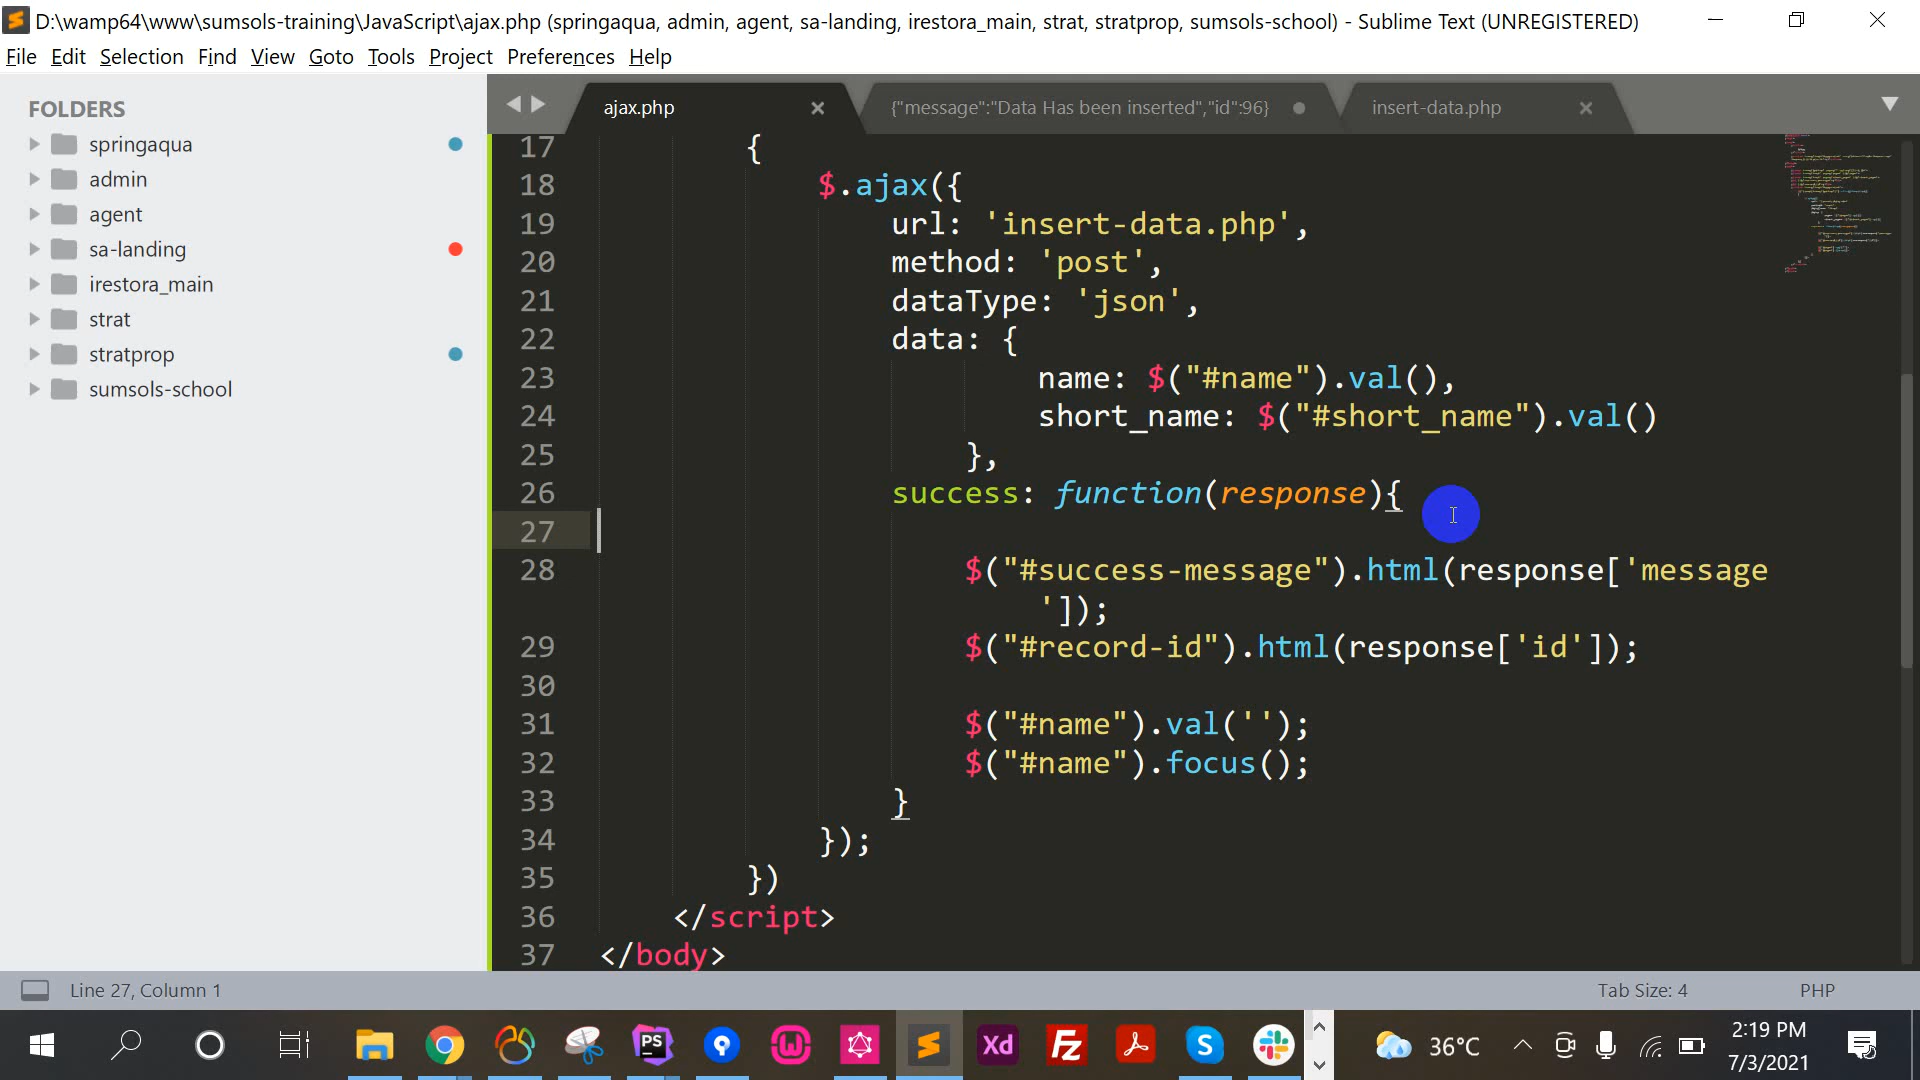 D:\wamp64\www\sumsols-training\JavaScript\ajax.php (springaqua, admin, agent, sa-landing, irestora_main, strat, stratprop, sumsols-school) - Sublime Text (UNREGISTERED)
File Edit Selection Find View Goto Tools Project Preferences Help
FOLDERS
springaqua
admin
agent
sa-landing
irestora_main
strat
stratprop
sumsols-school
ajax.php
{"message":"Data Has been inserted","id":96}
insert-data.php
17 {
18 $.ajax({
19 url: 'insert-data.php',
20 method: 'post',
21 dataType: 'json',
22 data: {
23 name: $("#name").val(),
24 short_name: $("#short_name").val()
25 },
26 success: function(response){
27
28 $("#success-message").html(response['message
']);
29 $("#record-id").html(response['id']);
30
31 $("#name").val('');
32 $("#name").focus();
33 }
34 });
35 })
36 </script>
37 </body>
Line 27, Column 1
Tab Size: 4
PHP
PS
Xd
Fz
S
36°C
2:19 PM
7/3/2021